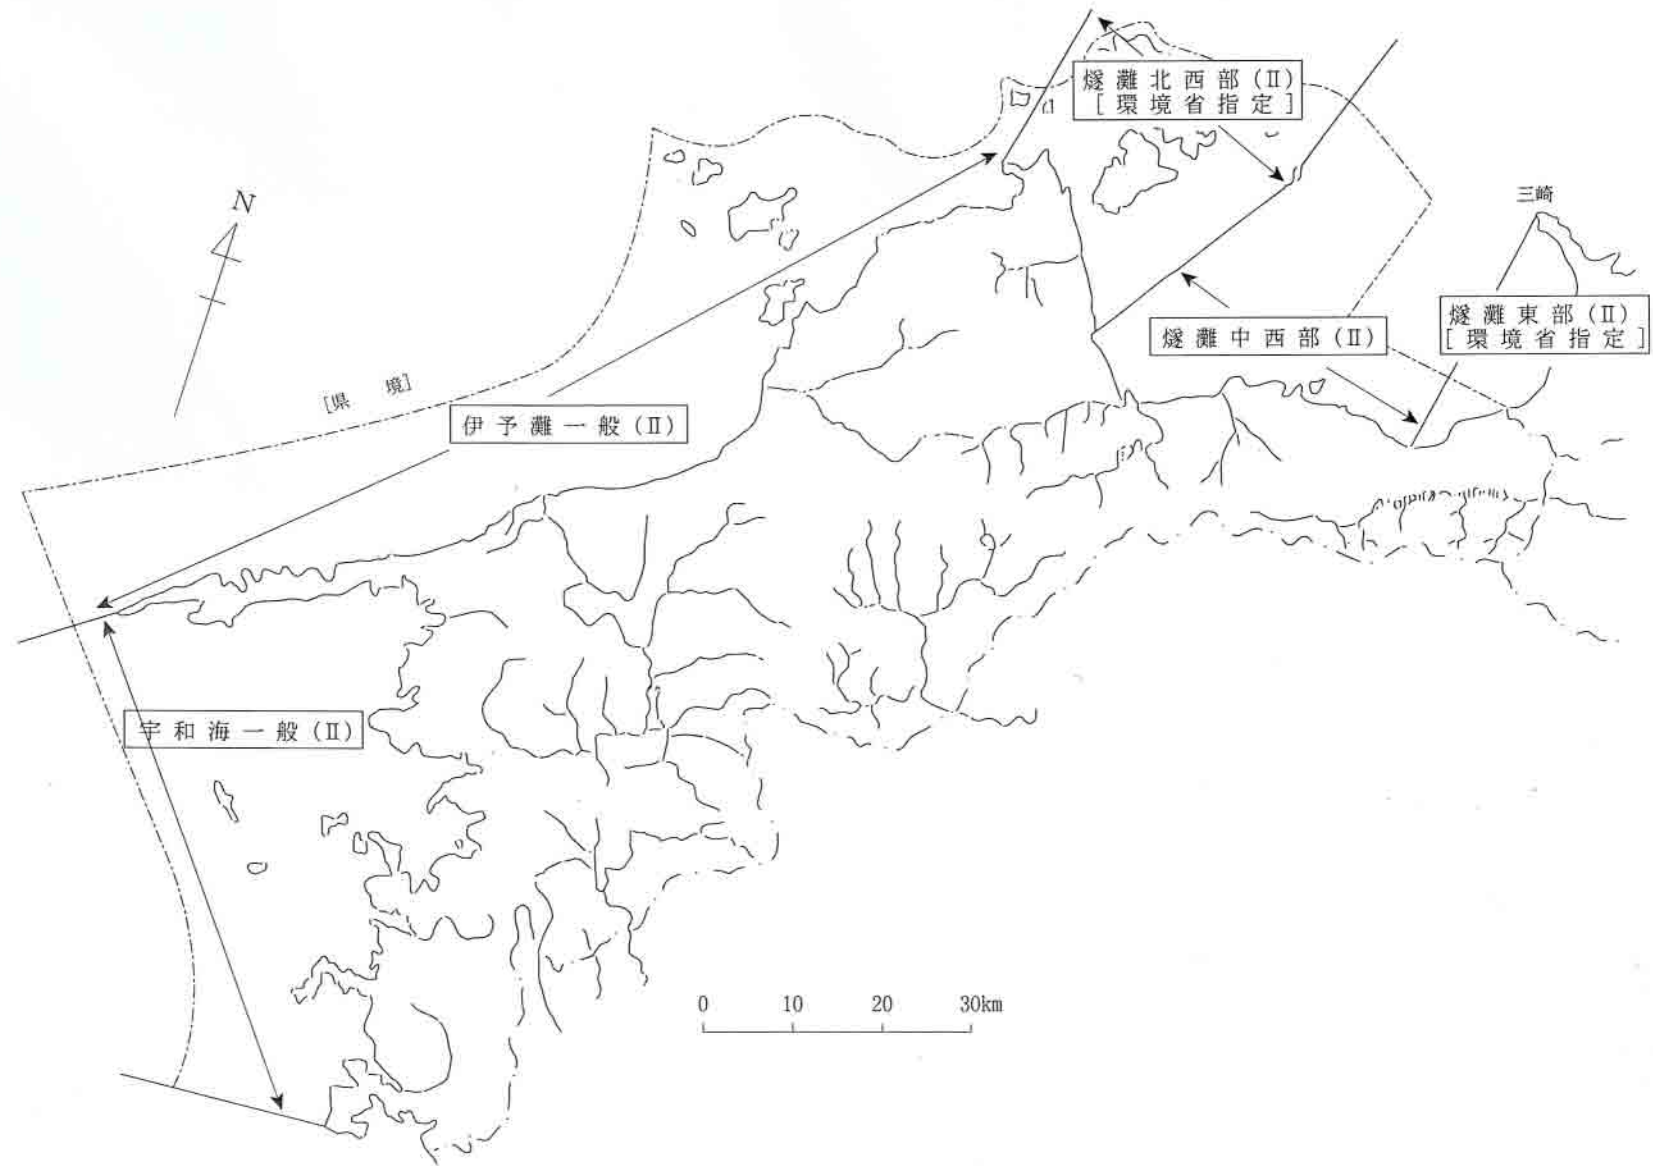 燧灘北西部(Ⅱ)
[環境省指定]
三崎
N
燧灘東部(Ⅱ)
[環境省指定]
燧灘中西部(Ⅱ)
[県境]
伊予灘一般(Ⅱ)
宇和海一般(Ⅱ)
0 10 20 30km